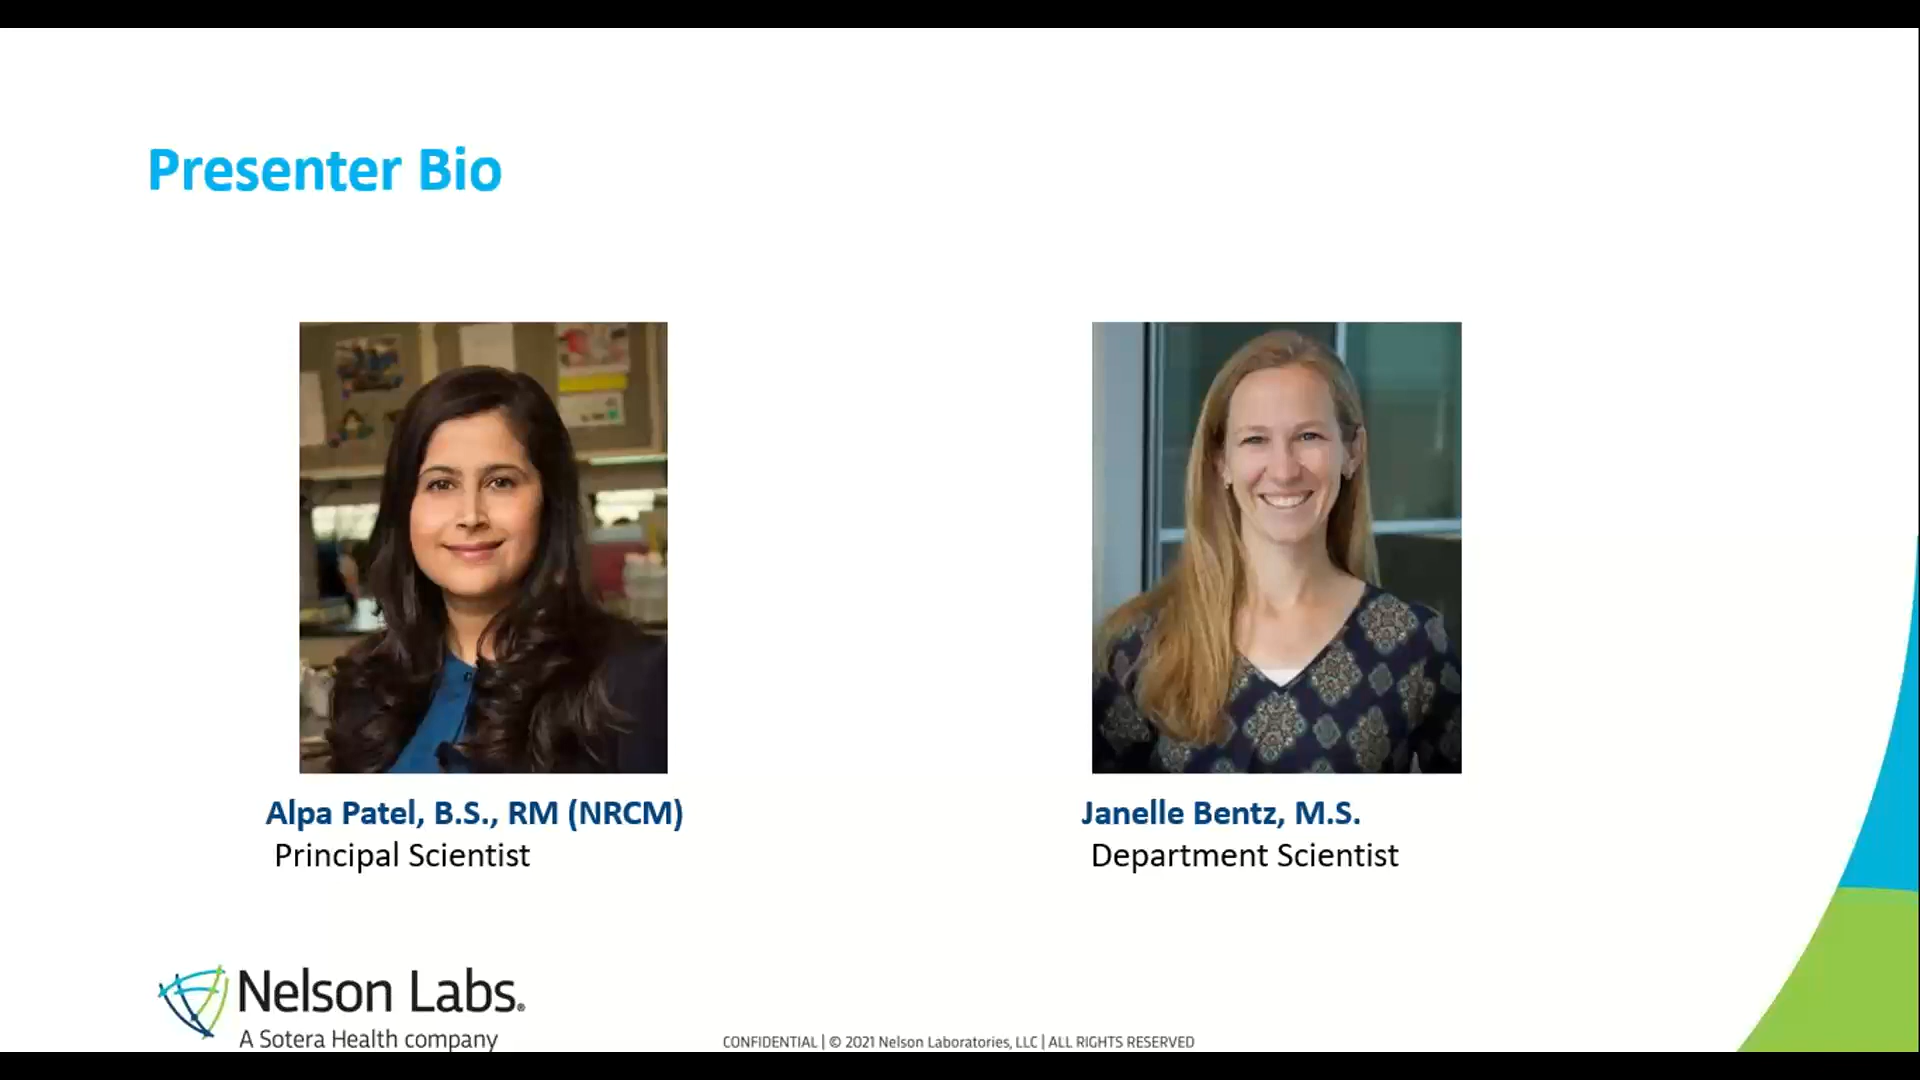 Presenter Bio
Alpa Patel, B.S., RM (NRCM)
Principal Scientist
Janelle Bentz, M.S.
Department Scientist
Nelson Labs®
A Sotera Health company
CONFIDENTIAL | © 2021 Nelson Laboratories, LLC | ALL RIGHTS RESERVED